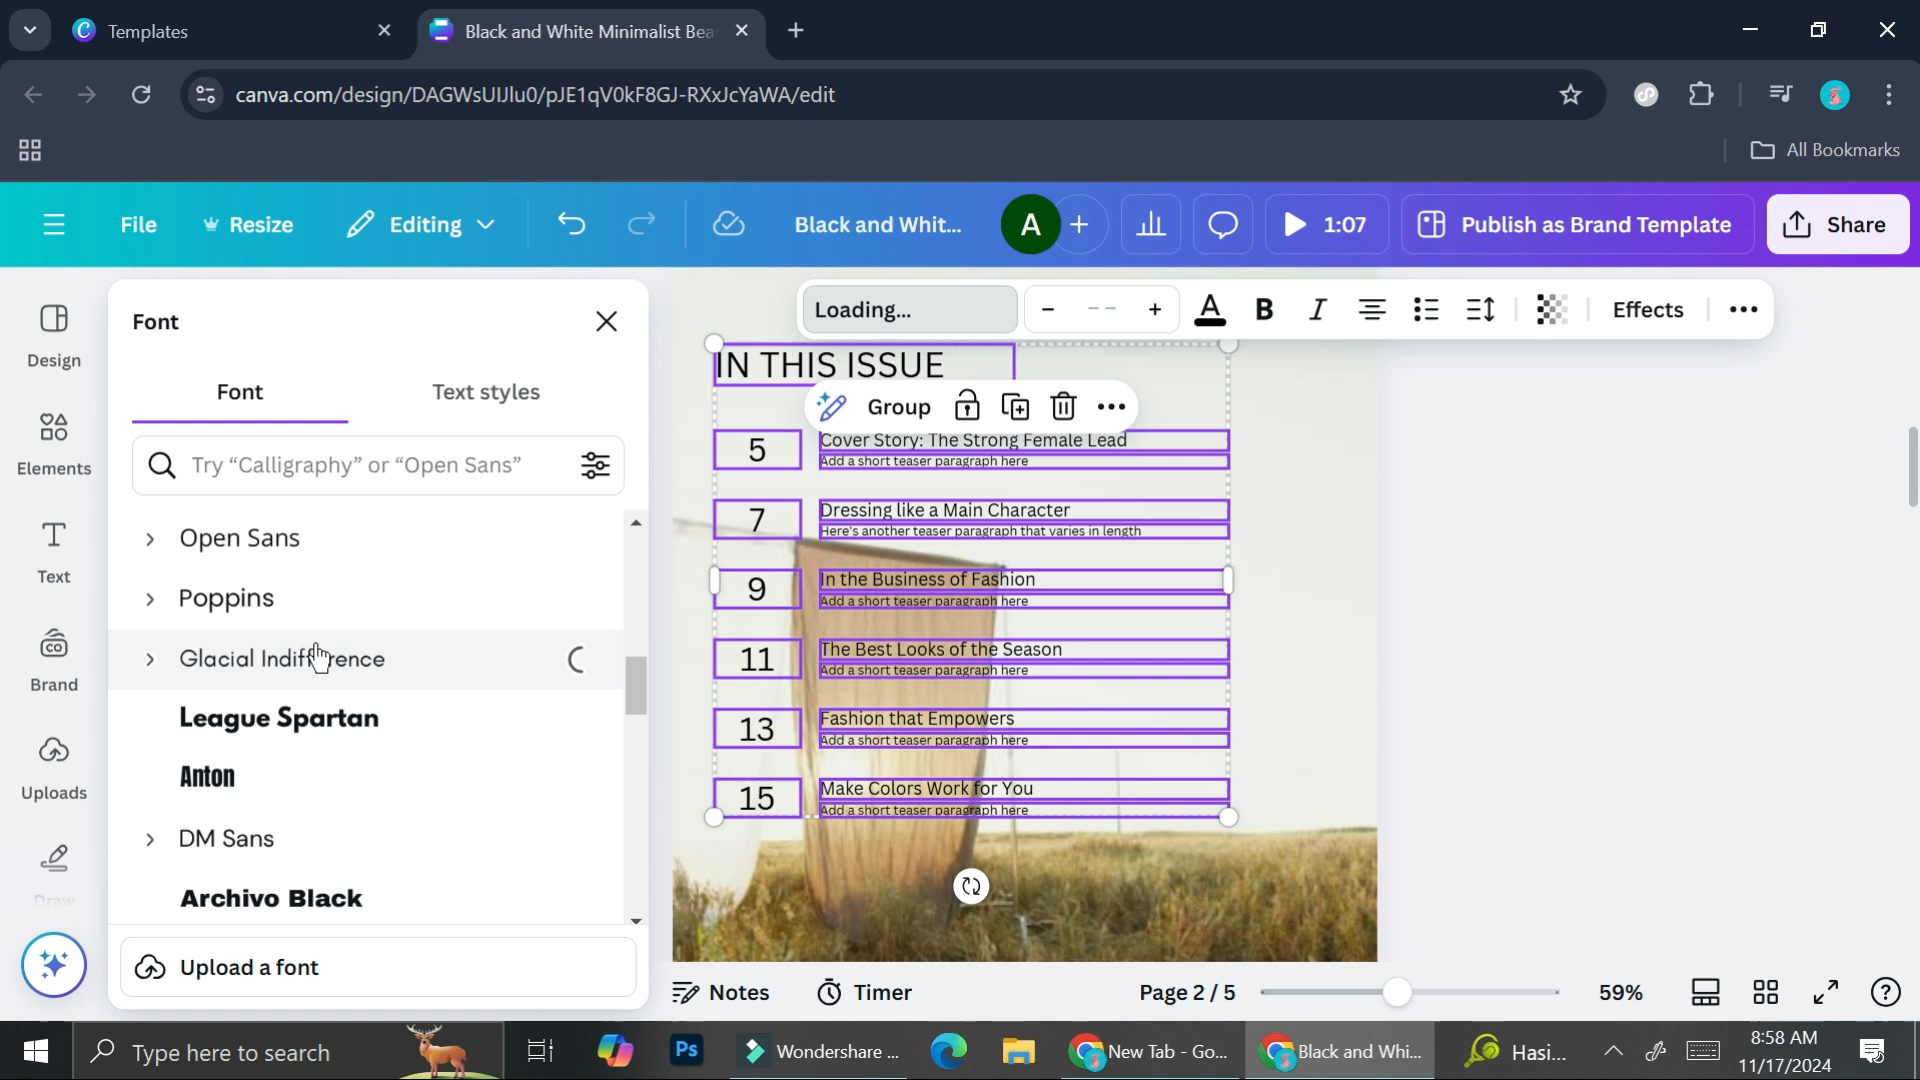 Templates
Black and White Minimalist Bea
canva.com/design/DAGWsUIJlu0/pJE1qV0kF8GJ-RXxJcYaWA/edit
All Bookmarks
File
Resize
Editing
Black and Whit...
A
1:07
Publish as Brand Template
Share
Design
Elements
Text
Brand
Uploads
Draw
Font
Font
Text styles
Try “Calligraphy” or “Open Sans”
Open Sans
Poppins
Glacial Indifference
League Spartan
Anton
DM Sans
Archivo Black
Upload a font
Loading...
- -- +
A B I
Effects
IN THIS ISSUE
Group
5
Cover Story: The Strong Female Lead
Add a short teaser paragraph here
7
Dressing like a Main Character
Here's another teaser paragraph that varies in length
9
In the Business of Fashion
Add a short teaser paragraph here
11
The Best Looks of the Season
Add a short teaser paragraph here
13
Fashion that Empowers
Add a short teaser paragraph here
15
Make Colors Work for You
Add a short teaser paragraph here
Notes
Timer
Page 2 / 5
59%
Type here to search
Ps
Wondershare ...
New Tab - Go...
Black and Whi...
Hasi...
8:58 AM
11/17/2024